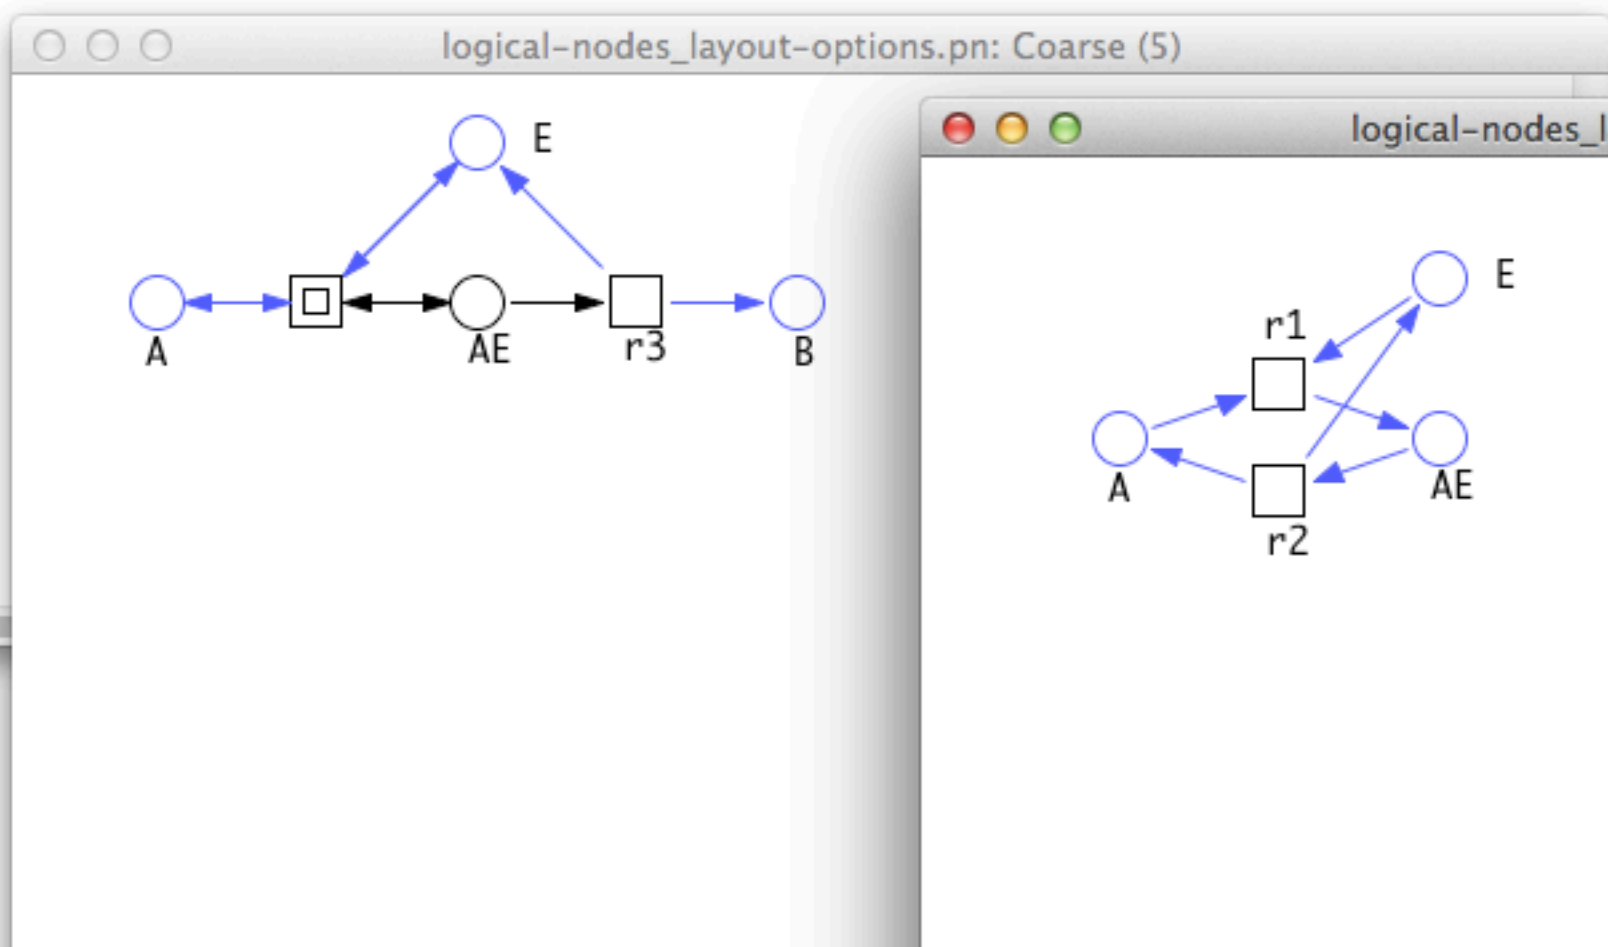 logical-nodes_layout-options.pn: Coarse (5)
E
A
AE
r3
B
logical-nodes_l
E
r1
A
AE
r2